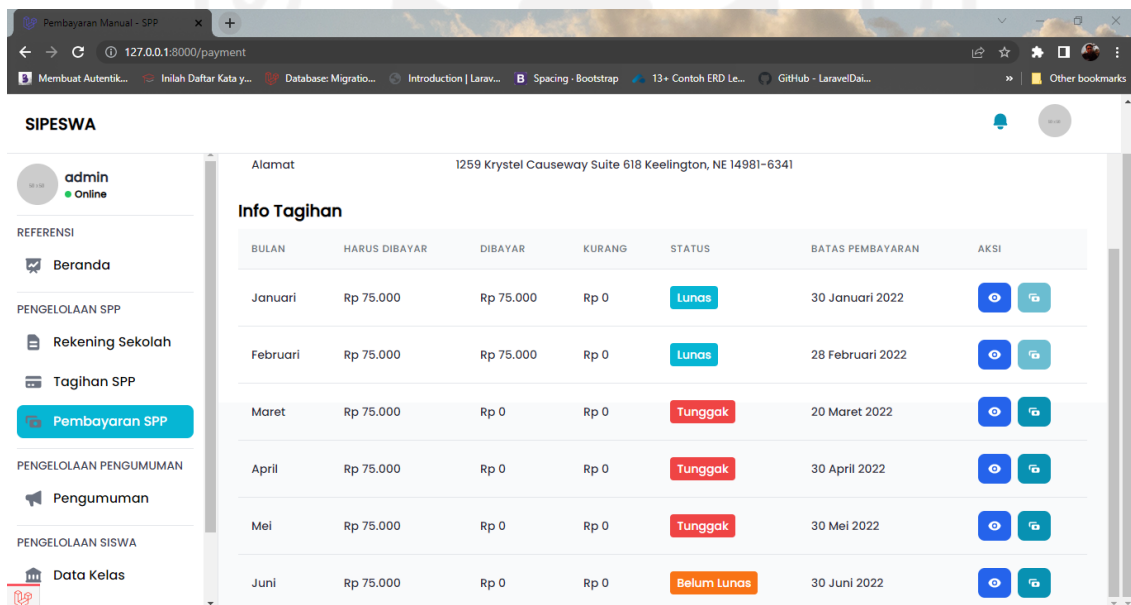 Pembayaran Manual - SPP
127.0.0.1:8000/payment
Membuat Autentik... Inilah Daftar Kata y... Database: Migratio... Introduction | Larav... Spacing · Bootstrap 13+ Contoh ERD Le... GitHub - LaravelDai... » Other bookmarks
SIPESWA
admin
Online
REFERENSI
Beranda
PENGELOLAAN SPP
Rekening Sekolah
Tagihan SPP
Pembayaran SPP
PENGELOLAAN PENGUMUMAN
Pengumuman
PENGELOLAAN SISWA
Data Kelas
Alamat 1259 Krystel Causeway Suite 618 Keelington, NE 14981-6341
Info Tagihan
BULAN HARUS DIBAYAR DIBAYAR KURANG STATUS BATAS PEMBAYARAN AKSI
Januari Rp 75.000 Rp 75.000 Rp 0 Lunas 30 Januari 2022
Februari Rp 75.000 Rp 75.000 Rp 0 Lunas 28 Februari 2022
Maret Rp 75.000 Rp 0 Rp 0 Tunggak 20 Maret 2022
April Rp 75.000 Rp 0 Rp 0 Tunggak 30 April 2022
Mei Rp 75.000 Rp 0 Rp 0 Tunggak 30 Mei 2022
Juni Rp 75.000 Rp 0 Rp 0 Belum Lunas 30 Juni 2022